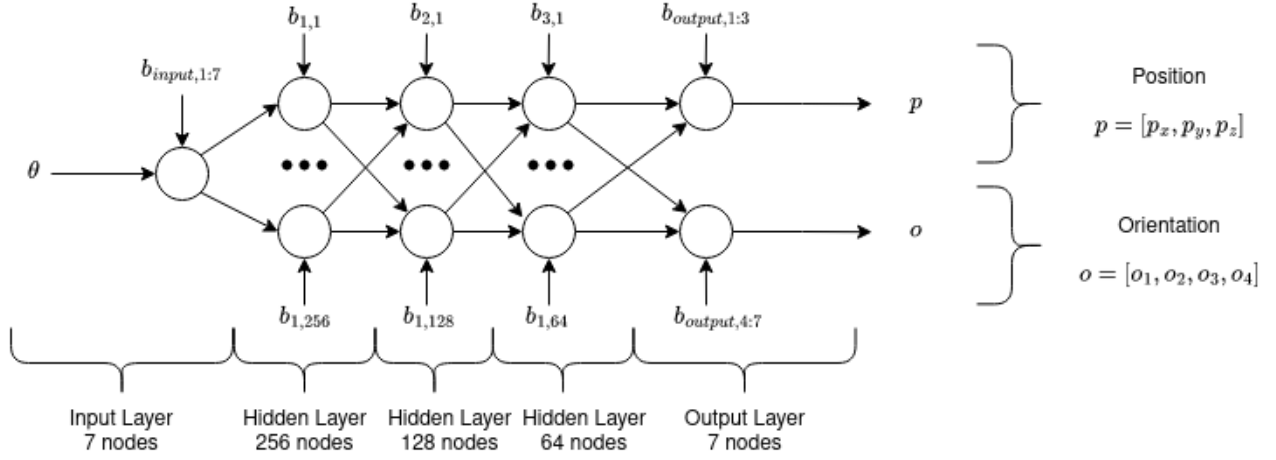 b_{1,1}
b_{2,1}
b_{3,1}
b_{output,1:3}
b_{input,1:7}
Position
p
p = [p_x, p_y, p_z]
θ
Orientation
o
o = [o_1, o_2, o_3, o_4]
b_{1,256}
b_{1,128}
b_{1,64}
b_{output,4:7}
Input Layer
7 nodes
Hidden Layer
256 nodes
Hidden Layer
128 nodes
Hidden Layer
64 nodes
Output Layer
7 nodes